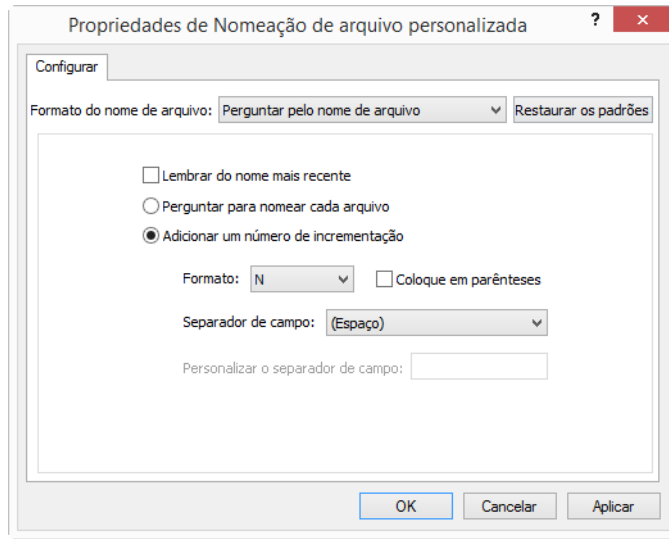 Propriedades de Nomeação de arquivo personalizada ?
Configurar
Formato do nome de arquivo: Perguntar pelo nome de arquivo Restaurar os padrões
Lembrar do nome mais recente
Perguntar para nomear cada arquivo
Adicionar um número de incrementação
Formato: N Coloque em parênteses
Separador de campo: (Espaço)
Personalizar o separador de campo:
OK Cancelar Aplicar